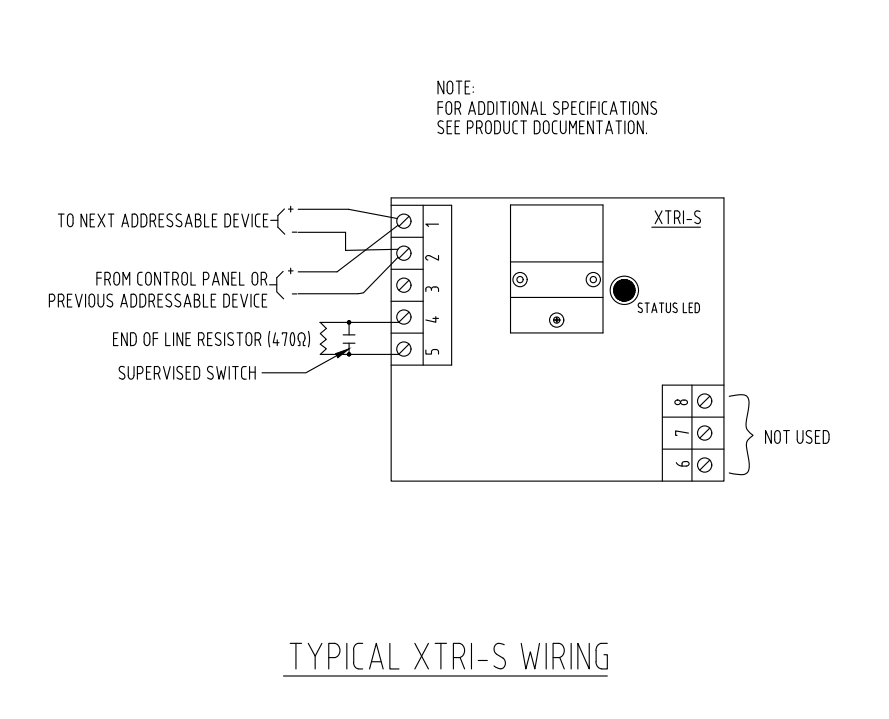 NOTE:
FOR ADDITIONAL SPECIFICATIONS
SEE PRODUCT DOCUMENTATION.
TO NEXT ADDRESSABLE DEVICE
+
-
FROM CONTROL PANEL OR
PREVIOUS ADDRESSABLE DEVICE
+
-
END OF LINE RESISTOR (470Ω)
SUPERVISED SWITCH
1
2
3
4
5
XTRI-S
STATUS LED
8
7
6
NOT USED
TYPICAL XTRI-S WIRING